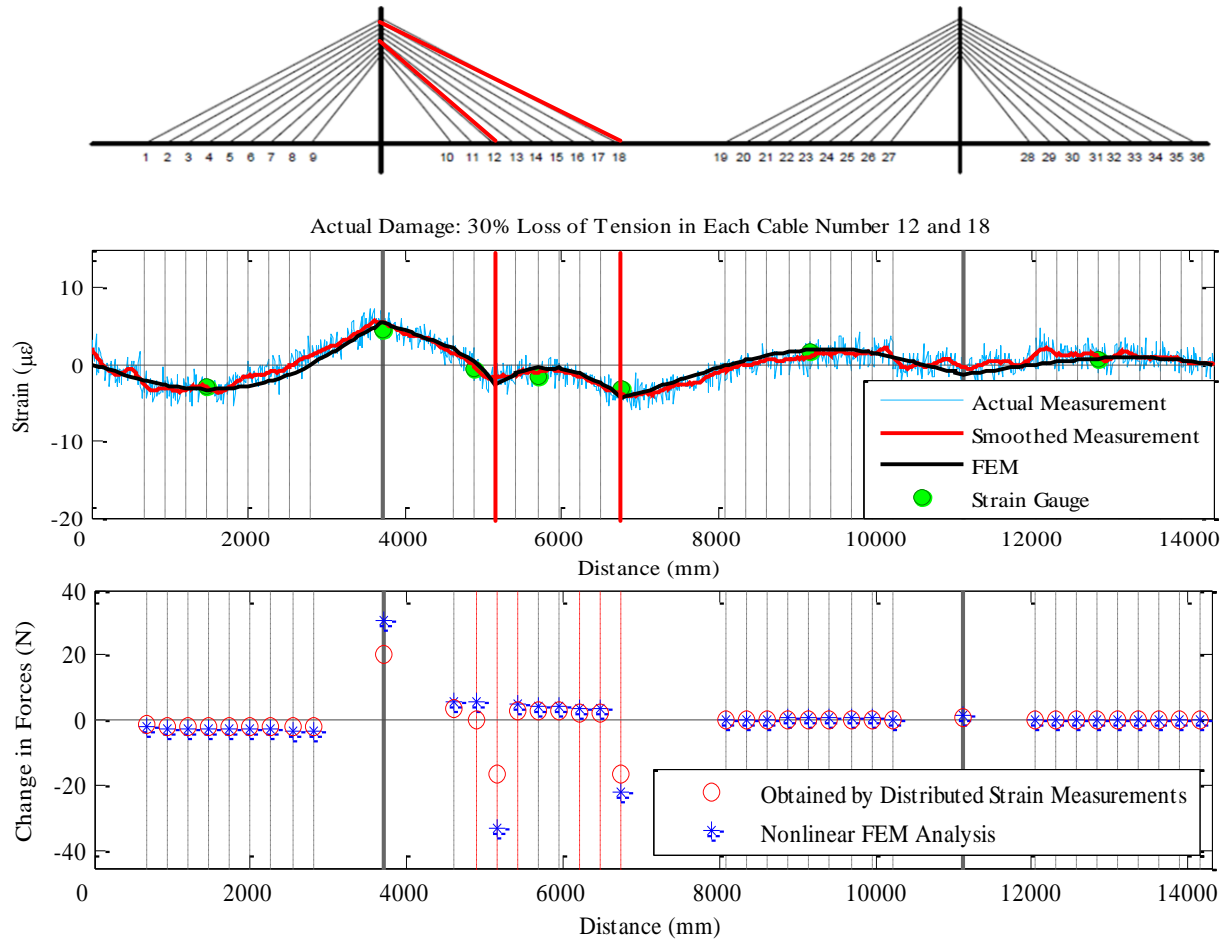 1 2 3 4 5 6 7 8 9 10 11 12 13 14 15 16 17 18 19 20 21 22 23 24 25 26 27 28 29 30 31 32 33 34 35 36
Actual Damage: 30% Loss of Tension in Each Cable Number 12 and 18
Strain (με)
10
0
-10
-20
Actual Measurement
Smoothed Measurement
FEM
Strain Gauge
0 2000 4000 6000 8000 10000 12000 14000
Distance (mm)
Change in Forces (N)
40
20
0
-20
-40
Obtained by Distributed Strain Measurements
Nonlinear FEM Analysis
0 2000 4000 6000 8000 10000 12000 14000
Distance (mm)